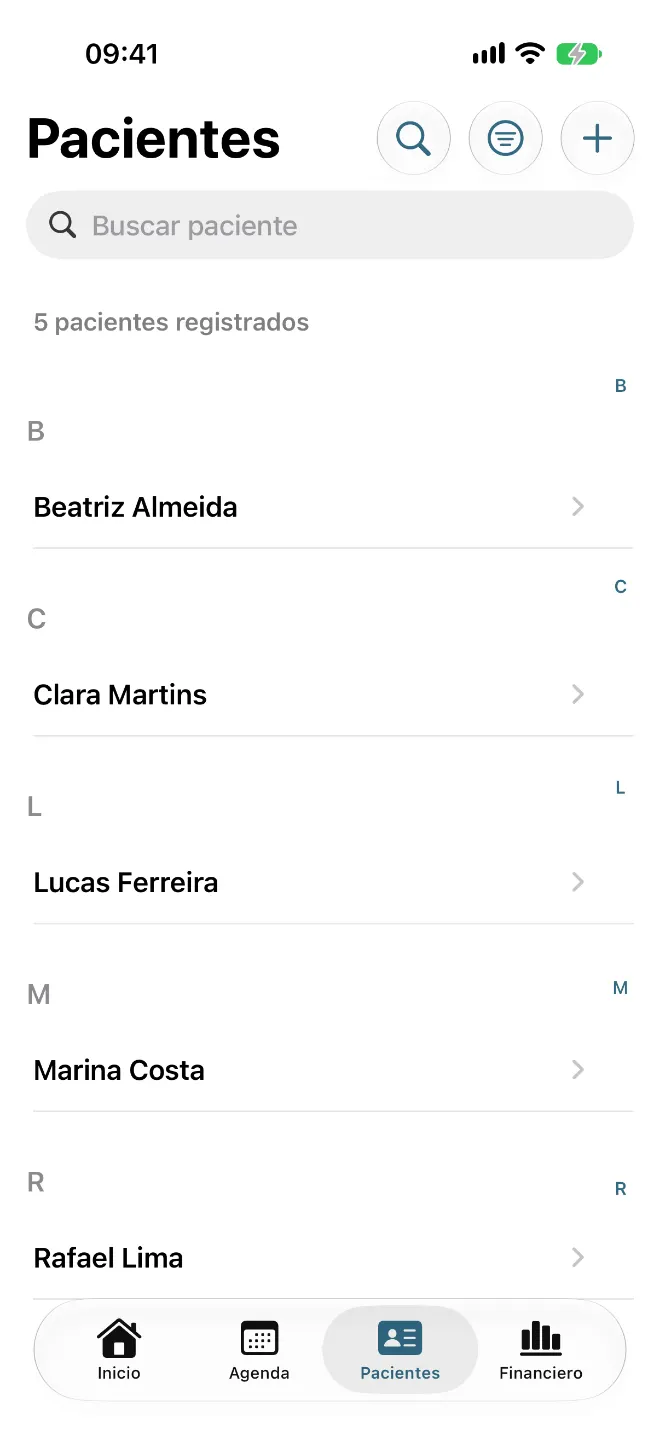 09:41
Pacientes
Buscar paciente
5 pacientes registrados
B
B
Beatriz Almeida
C
C
Clara Martins
L
L
Lucas Ferreira
M
M
Marina Costa
R
R
Rafael Lima
Inicio
Agenda
Pacientes
Financiero